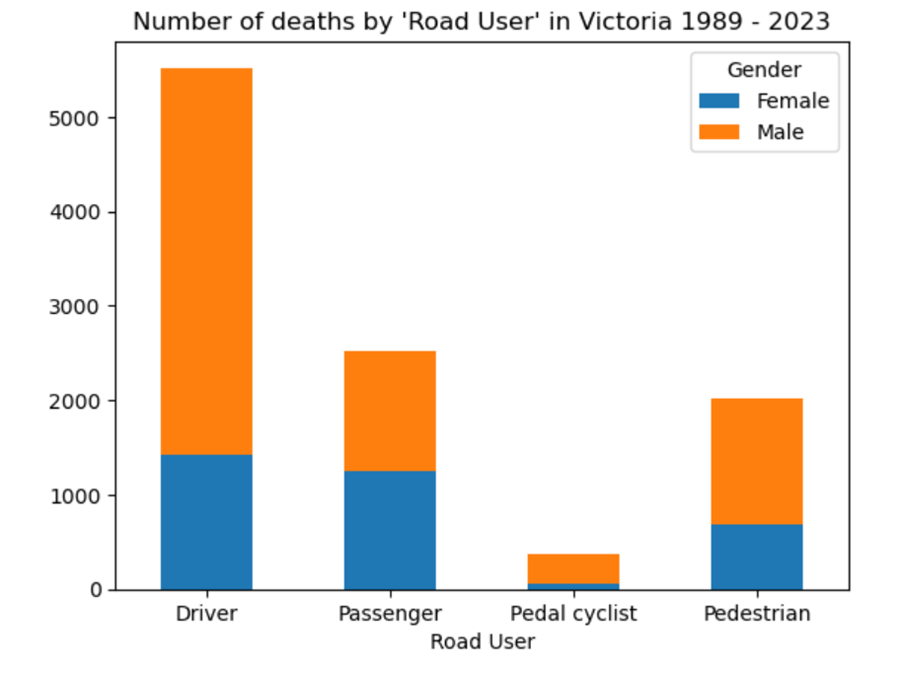 Number of deaths by 'Road User' in Victoria 1989 - 2023
Gender
Female
Male
5000
4000
3000
2000
1000
0
Driver
Passenger
Pedal cyclist
Pedestrian
Road User